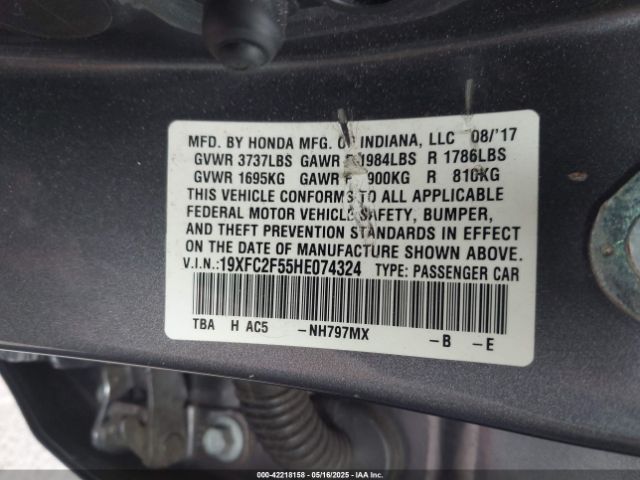 MFD. BY HONDA MFG. OF INDIANA, LLC 08/'17
GVWR 3737LBS GAWR 1984LBS R 1786LBS
GVWR 1695KG GAWR F 900KG R 810KG
THIS VEHICLE CONFORMS TO ALL APPLICABLE
FEDERAL MOTOR VEHICLE SAFETY, BUMPER,
AND THEFT PREVENTION STANDARDS IN EFFECT
ON THE DATE OF MANUFACTURE SHOWN ABOVE.
V.I.N.:19XFC2F55HE074324 TYPE: PASSENGER CAR
TBA H AC5 -NH797MX -B -E
000-42218158 - 05/16/2025 - IAA Inc.